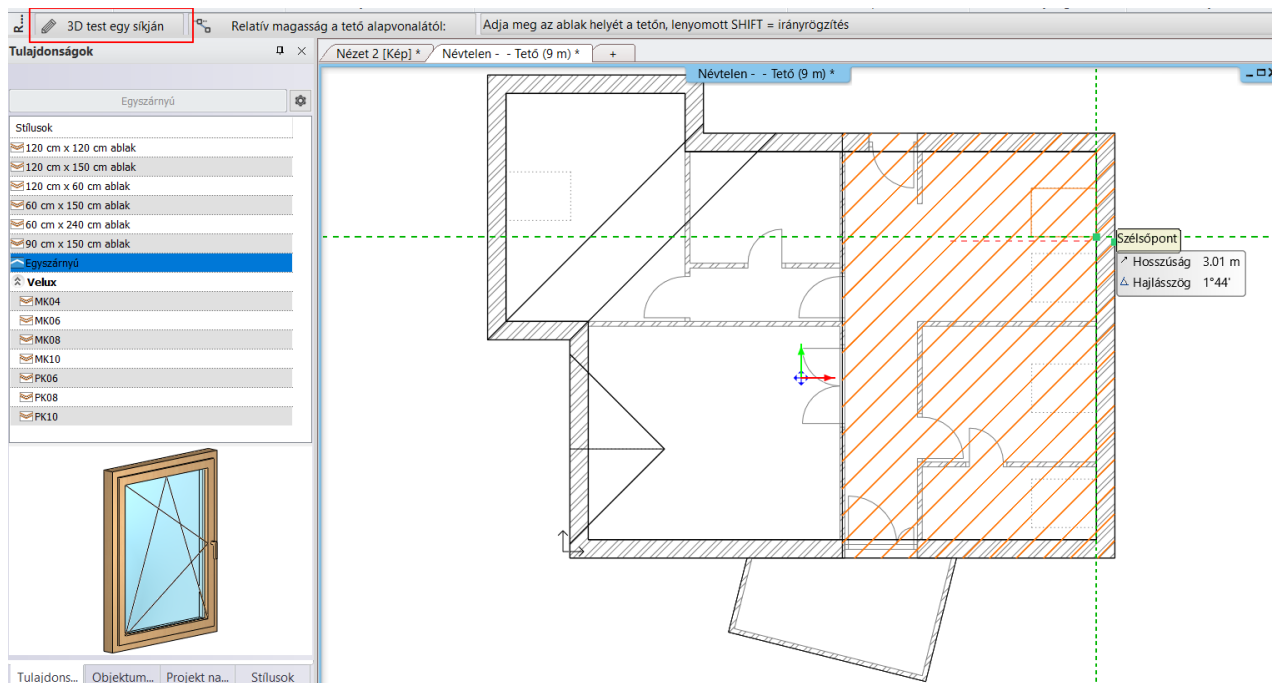 3D test egy síkján
Relatív magasság a tető alapvonalától:
Adja meg az ablak helyét a tetőn, lenyomott SHIFT = irányrögzítés
Tulajdonságok
Nézet 2 [Kép] *
Névtelen - - Tető (9 m) *
+
Névtelen - - Tető (9 m) *
Egyszárnyú
Stílusok
120 cm x 120 cm ablak
120 cm x 150 cm ablak
120 cm x 60 cm ablak
60 cm x 150 cm ablak
60 cm x 240 cm ablak
90 cm x 150 cm ablak
Egyszárnyú
Velux
MK04
MK06
MK08
MK10
PK06
PK08
PK10
Szélsőpont
Hosszúság 3.01 m
Hajlásszög 1°44'
Tulajdons...
Objektum...
Projekt na...
Stílusok